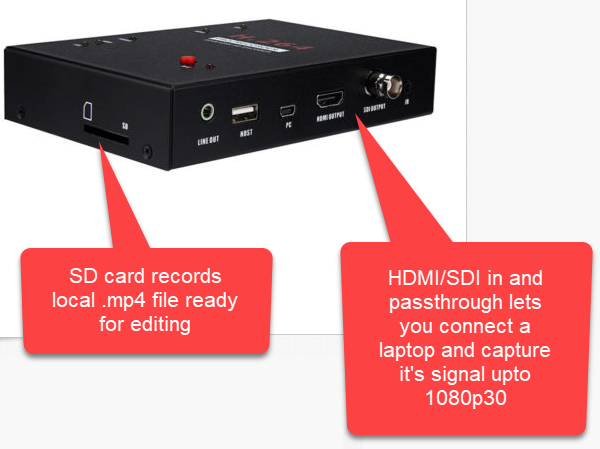 H.264
SD
LINE OUT
HOST
PC
HDMI OUTPUT
SDI OUTPUT
IR
SD card records
local .mp4 file ready
for editing
HDMI/SDI in and
passthrough lets
you connect a
laptop and capture
it's signal upto
1080p30